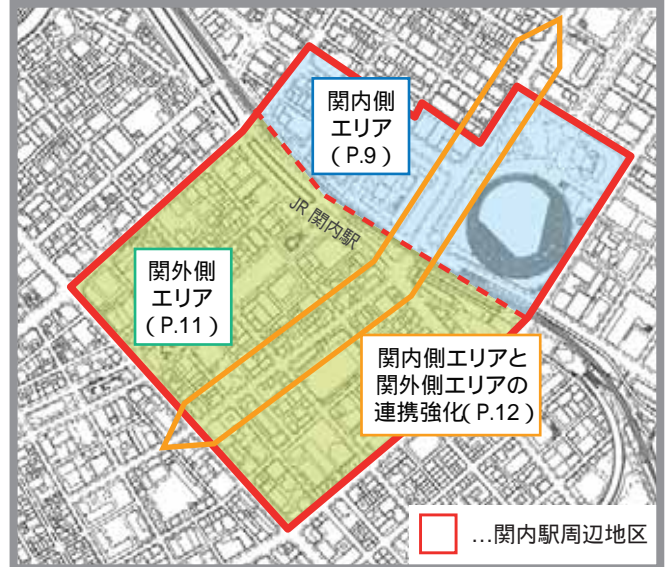 関内側
エリア
（P.9）
JR 関内駅
関外側
エリア
（P.11）
関内側エリアと
関外側エリアの
連携強化（P.12）
…関内駅周辺地区